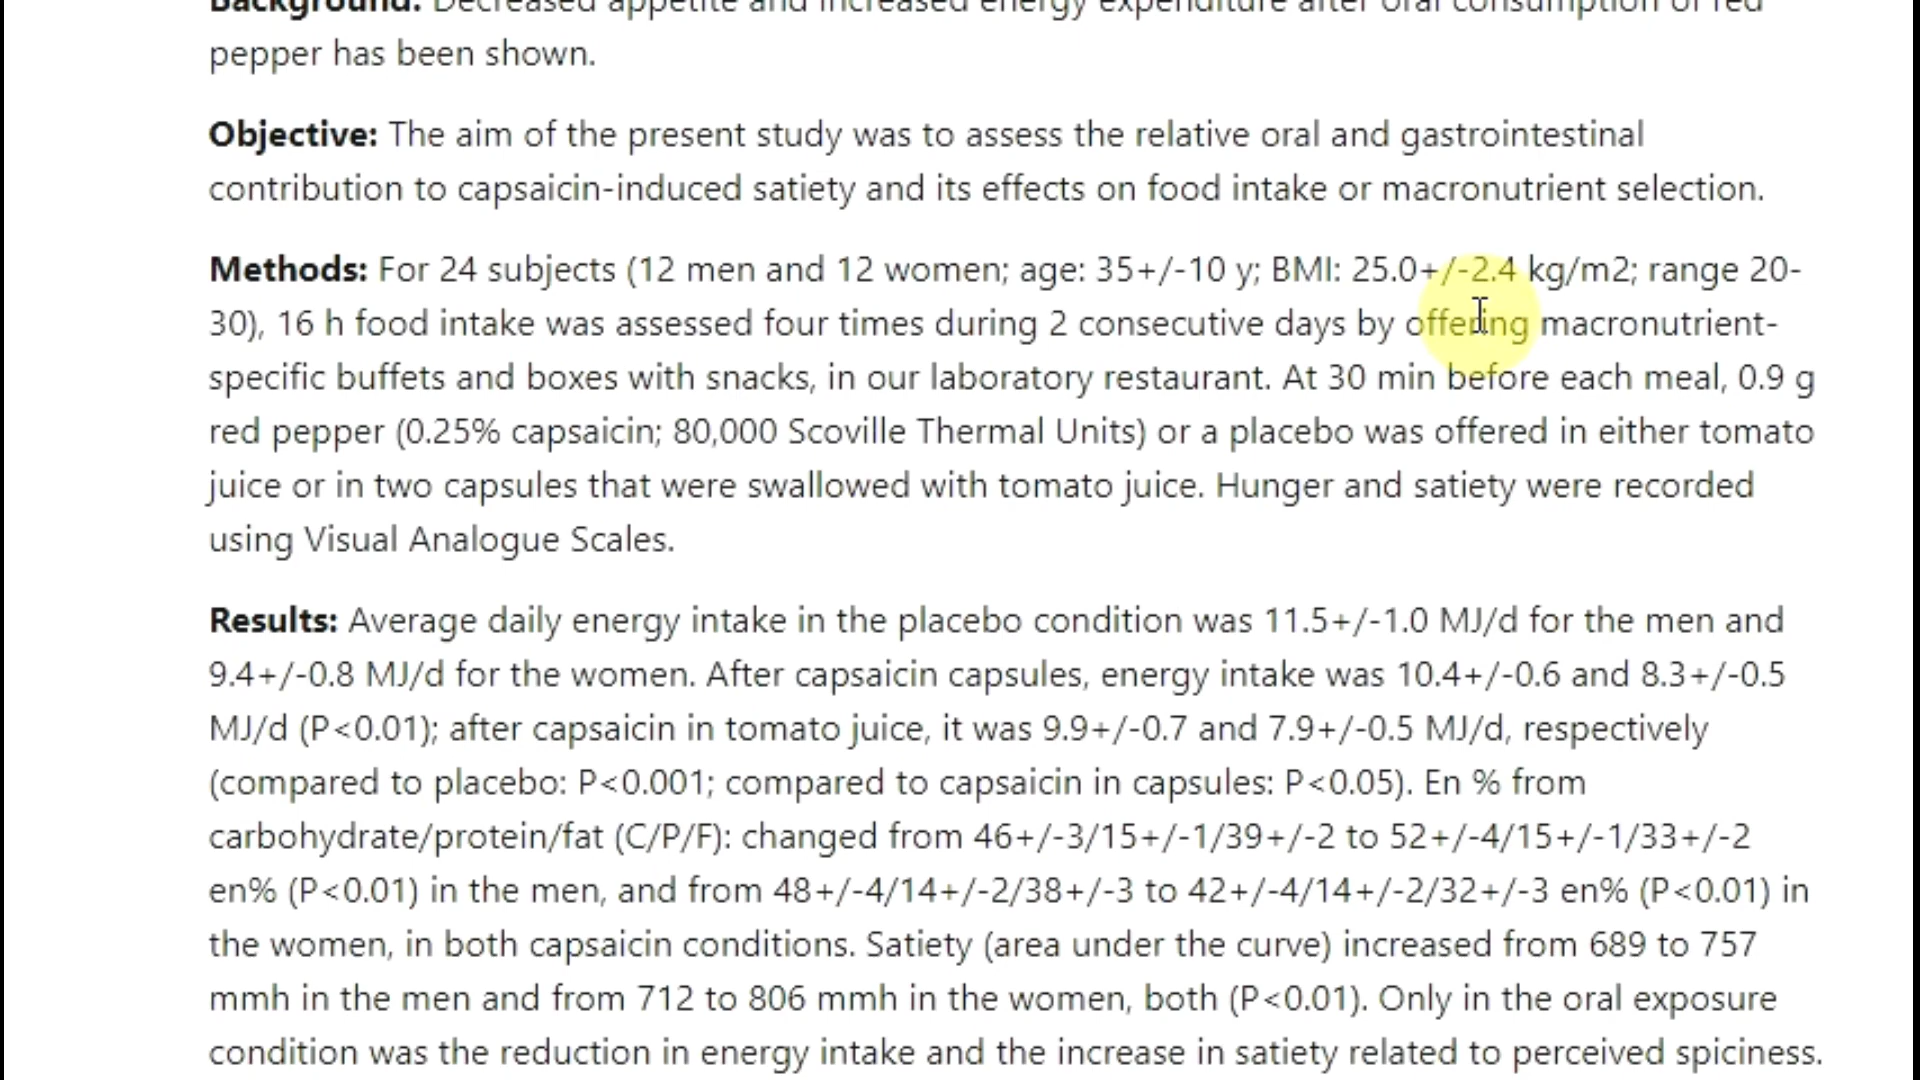 Background: Decreased appetite and increased energy expenditure after oral consumption of red
pepper has been shown.
Objective: The aim of the present study was to assess the relative oral and gastrointestinal
contribution to capsaicin-induced satiety and its effects on food intake or macronutrient selection.
Methods: For 24 subjects (12 men and 12 women; age: 35+/-10 y; BMI: 25.0+/-2.4 kg/m2; range 20-
30), 16 h food intake was assessed four times during 2 consecutive days by offering macronutrient-
specific buffets and boxes with snacks, in our laboratory restaurant. At 30 min before each meal, 0.9 g
red pepper (0.25% capsaicin; 80,000 Scoville Thermal Units) or a placebo was offered in either tomato
juice or in two capsules that were swallowed with tomato juice. Hunger and satiety were recorded
using Visual Analogue Scales.
Results: Average daily energy intake in the placebo condition was 11.5+/-1.0 MJ/d for the men and
9.4+/-0.8 MJ/d for the women. After capsaicin capsules, energy intake was 10.4+/-0.6 and 8.3+/-0.5
MJ/d (P<0.01); after capsaicin in tomato juice, it was 9.9+/-0.7 and 7.9+/-0.5 MJ/d, respectively
(compared to placebo: P<0.001; compared to capsaicin in capsules: P<0.05). En % from
carbohydrate/protein/fat (C/P/F): changed from 46+/-3/15+/-1/39+/-2 to 52+/-4/15+/-1/33+/-2
en% (P<0.01) in the men, and from 48+/-4/14+/-2/38+/-3 to 42+/-4/14+/-2/32+/-3 en% (P<0.01) in
the women, in both capsaicin conditions. Satiety (area under the curve) increased from 689 to 757
mmh in the men and from 712 to 806 mmh in the women, both (P<0.01). Only in the oral exposure
condition was the reduction in energy intake and the increase in satiety related to perceived spiciness.